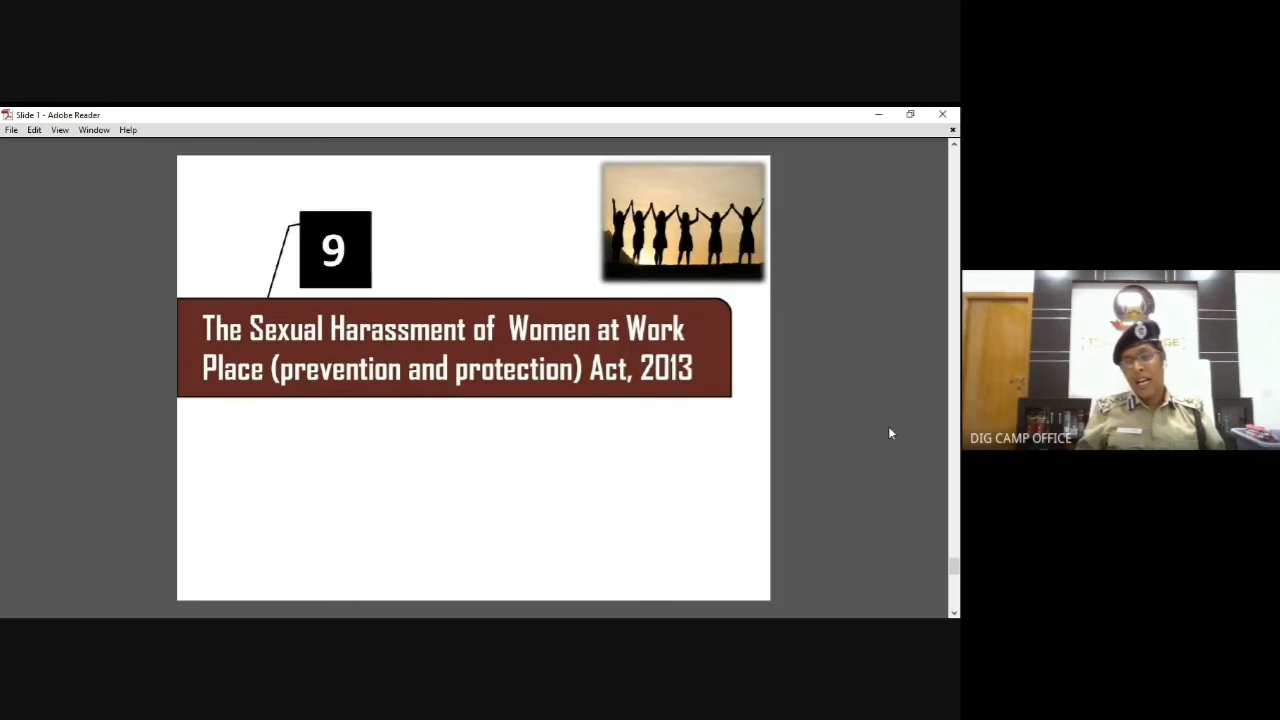 Slide 1 - Adobe Reader
File Edit View Window Help
9
The Sexual Harassment of Women at Work
Place (prevention and protection) Act, 2013
DIG CAMP OFFICE